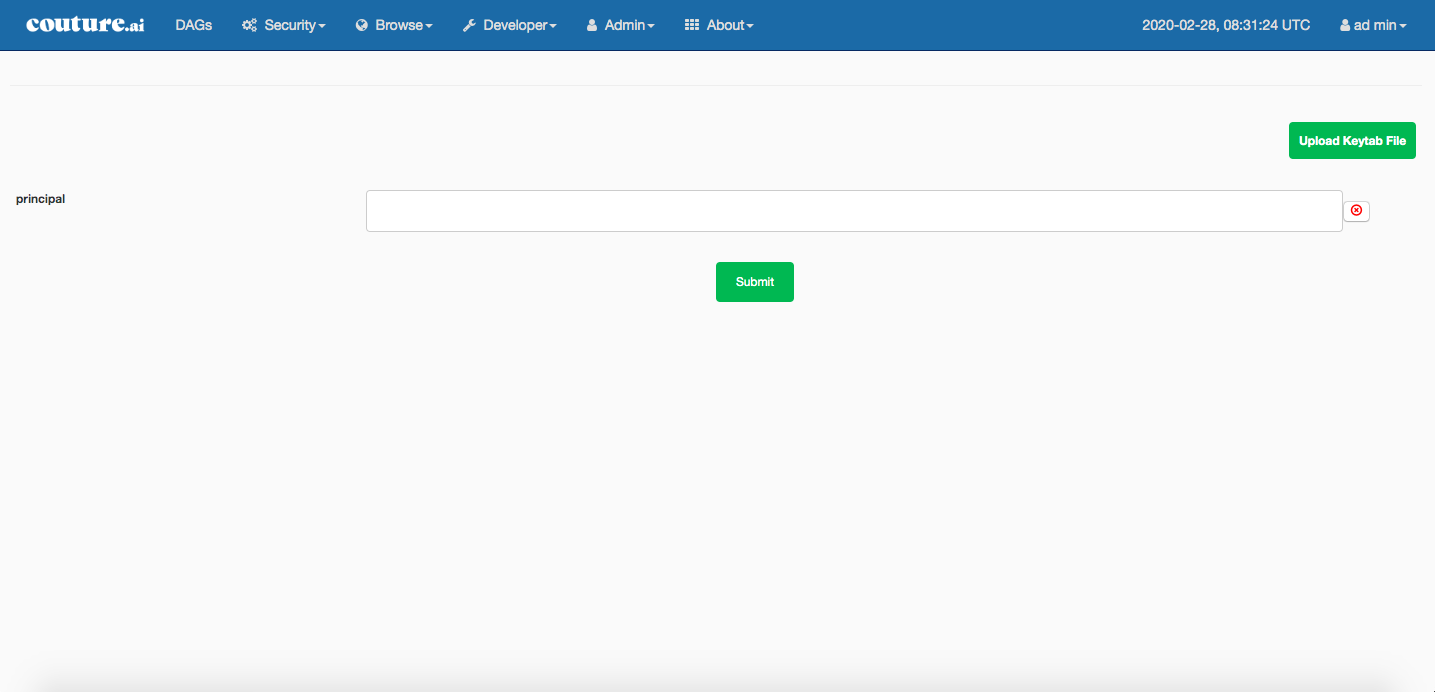 couture.ai DAGs Security Browse Developer Admin About 2020-02-28, 08:31:24 UTC ad min
Upload Keytab File
principal
Submit